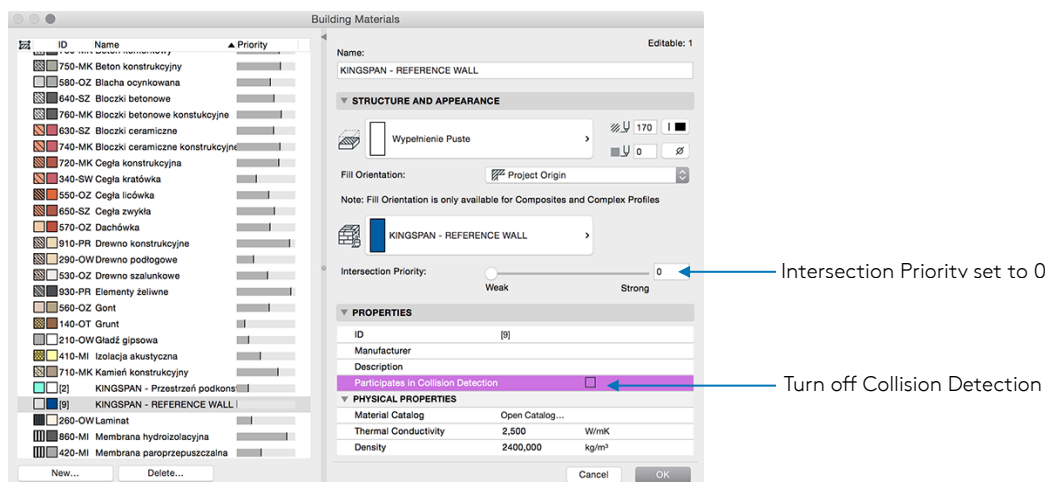 Building Materials
ID Name Priority
750-MK Beton konstrukcyjny
580-OZ Blacha ocynkowana
640-SZ Bloczki betonowe
760-MK Bloczki betonowe konstukcyjne
630-SZ Bloczki ceramiczne
740-MK Bloczki ceramiczne konstrukcyjne
720-MK Cegła konstrukcyjna
340-SW Cegła kratówka
550-OZ Cegła licówka
650-SZ Cegła zwykła
570-OZ Dachówka
910-PR Drewno konstrukcyjne
290-OW Drewno podłogowe
530-OZ Drewno szalunkowe
930-PR Elementy żeliwne
560-OZ Gont
140-OT Grunt
210-OW Gładź gipsowa
410-MI Izolacja akustyczna
710-MK Kamień konstrukcyjny
[2] KINGSPAN - Przestrzeń podkons
[9] KINGSPAN - REFERENCE WALL
260-OW Laminat
860-MI Membrana hydroizolacyjna
420-MI Membrana paroprzepuszczalna
New... Delete...
Editable: 1
Name:
KINGSPAN - REFERENCE WALL
STRUCTURE AND APPEARANCE
Wypełnienie Puste
170
0
Fill Orientation: Project Origin
Note: Fill Orientation is only available for Composites and Complex Profiles
KINGSPAN - REFERENCE WALL
Intersection Priority: 0
Weak Strong
PROPERTIES
ID [9]
Manufacturer
Description
Participates in Collision Detection
PHYSICAL PROPERTIES
Material Catalog Open Catalog...
Thermal Conductivity 2,500 W/mK
Density 2400,000 kg/m³
Cancel OK
Intersection Priority set to 0
Turn off Collision Detection